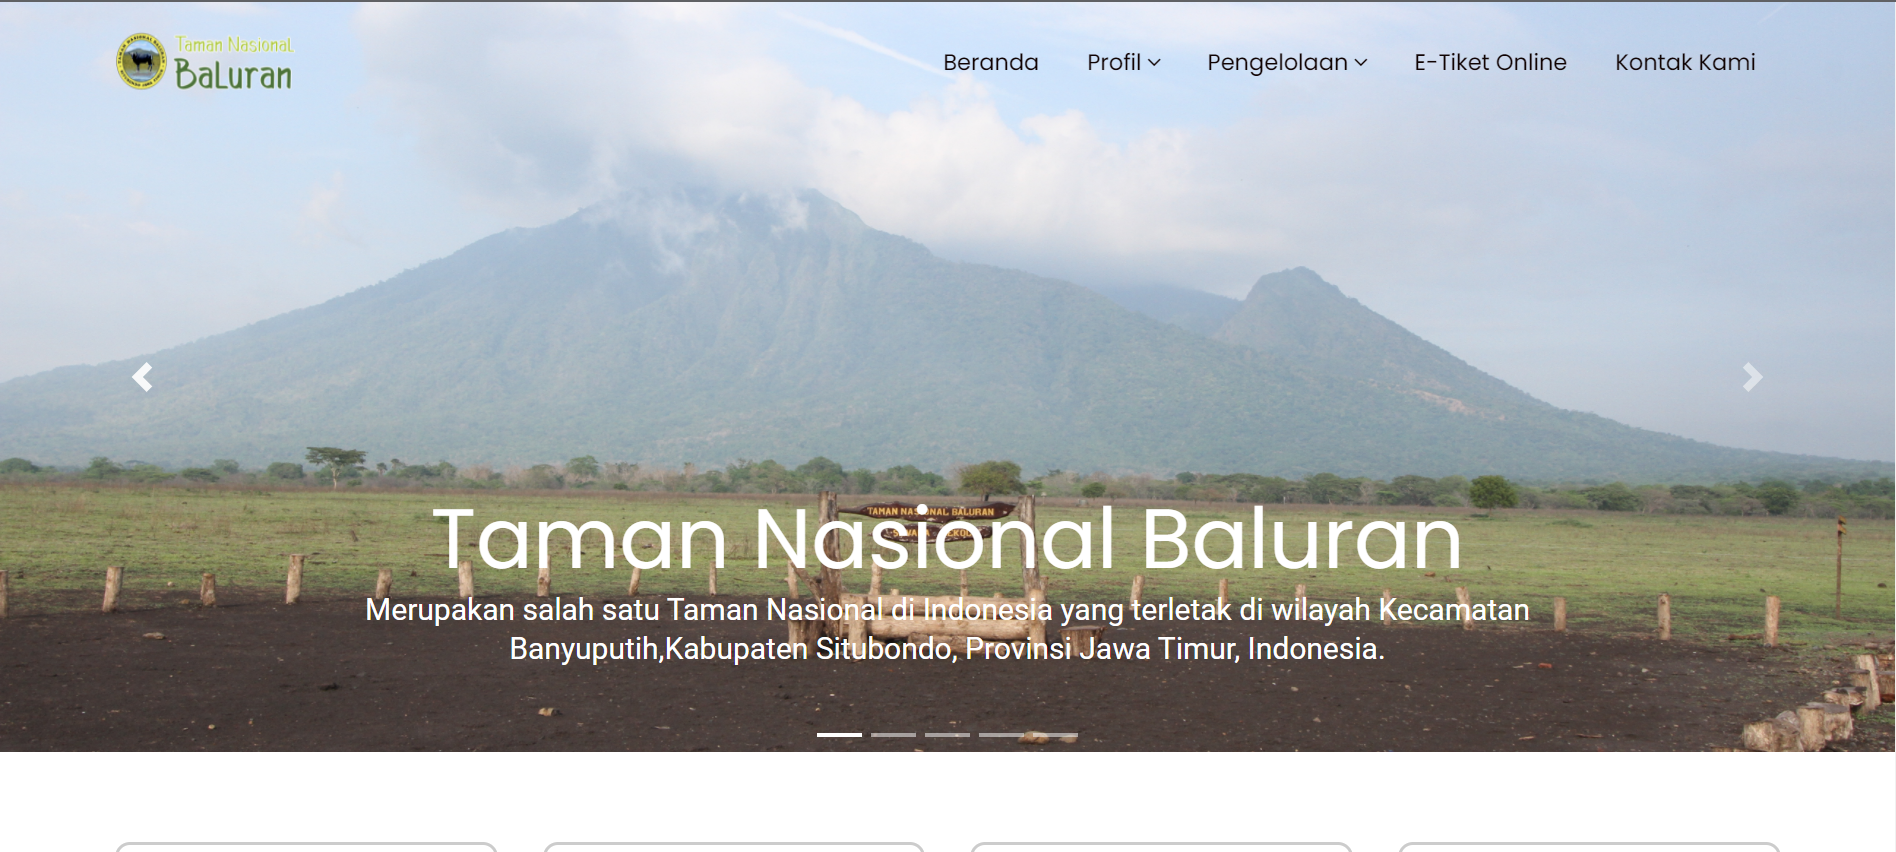 Taman Nasional
Baluran
Beranda
Profil
Pengelolaan
E-Tiket Online
Kontak Kami
TAMAN NASIONAL BALURAN
Taman Nasional Baluran
Merupakan salah satu Taman Nasional di Indonesia yang terletak di wilayah Kecamatan
Banyuputih,Kabupaten Situbondo, Provinsi Jawa Timur, Indonesia.